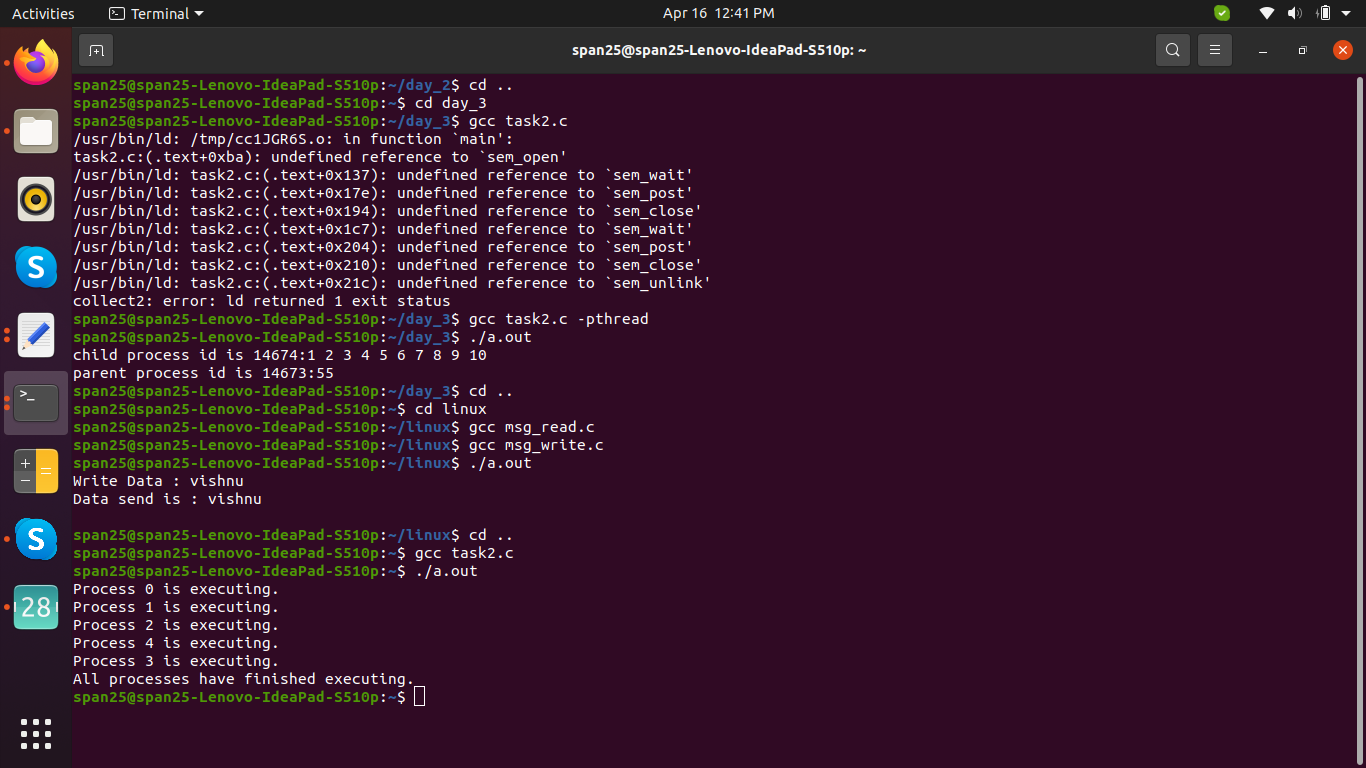 Activities
Terminal
Apr 16 12:41 PM
span25@span25-Lenovo-IdeaPad-S510p: ~
span25@span25-Lenovo-IdeaPad-S510p:~/day_2$ cd ..
span25@span25-Lenovo-IdeaPad-S510p:~$ cd day_3
span25@span25-Lenovo-IdeaPad-S510p:~/day_3$ gcc task2.c
/usr/bin/ld: /tmp/cc1JGR6S.o: in function `main':
task2.c:(.text+0xba): undefined reference to `sem_open'
/usr/bin/ld: task2.c:(.text+0x137): undefined reference to `sem_wait'
/usr/bin/ld: task2.c:(.text+0x17e): undefined reference to `sem_post'
/usr/bin/ld: task2.c:(.text+0x194): undefined reference to `sem_close'
/usr/bin/ld: task2.c:(.text+0x1c7): undefined reference to `sem_wait'
/usr/bin/ld: task2.c:(.text+0x204): undefined reference to `sem_post'
/usr/bin/ld: task2.c:(.text+0x210): undefined reference to `sem_close'
/usr/bin/ld: task2.c:(.text+0x21c): undefined reference to `sem_unlink'
collect2: error: ld returned 1 exit status
span25@span25-Lenovo-IdeaPad-S510p:~/day_3$ gcc task2.c -pthread
span25@span25-Lenovo-IdeaPad-S510p:~/day_3$ ./a.out
child process id is 14674:1 2 3 4 5 6 7 8 9 10
parent process id is 14673:55
span25@span25-Lenovo-IdeaPad-S510p:~/day_3$ cd ..
span25@span25-Lenovo-IdeaPad-S510p:~$ cd linux
span25@span25-Lenovo-IdeaPad-S510p:~/linux$ gcc msg_read.c
span25@span25-Lenovo-IdeaPad-S510p:~/linux$ gcc msg_write.c
span25@span25-Lenovo-IdeaPad-S510p:~/linux$ ./a.out
Write Data : vishnu
Data send is : vishnu
span25@span25-Lenovo-IdeaPad-S510p:~/linux$ cd ..
span25@span25-Lenovo-IdeaPad-S510p:~$ gcc task2.c
span25@span25-Lenovo-IdeaPad-S510p:~$ ./a.out
Process 0 is executing.
Process 1 is executing.
Process 2 is executing.
Process 4 is executing.
Process 3 is executing.
All processes have finished executing.
span25@span25-Lenovo-IdeaPad-S510p:~$
28